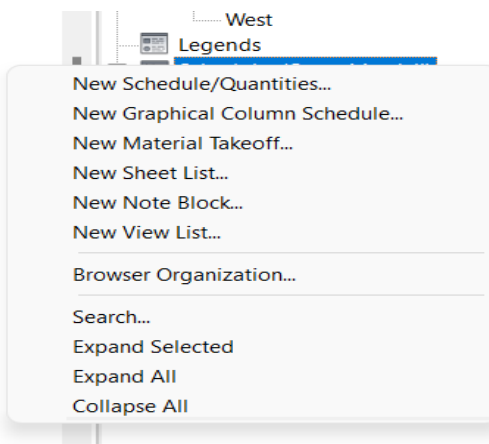 West
Legends
New Schedule/Quantities...
New Graphical Column Schedule...
New Material Takeoff...
New Sheet List...
New Note Block...
New View List...
Browser Organization...
Search...
Expand Selected
Expand All
Collapse All